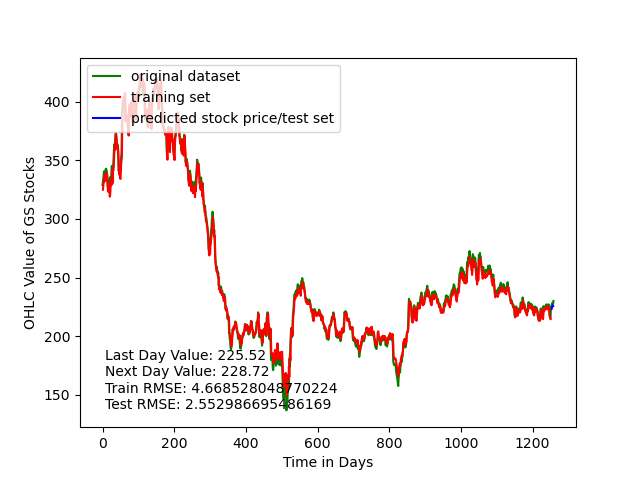 original dataset
training set
predicted stock price/test set
400
350
300
250
200
150
OHLC Value of GS Stocks
Last Day Value: 225.52
Next Day Value: 228.72
Train RMSE: 4.668528048770224
Test RMSE: 2.552986695486169
0 200 400 600 800 1000 1200
Time in Days